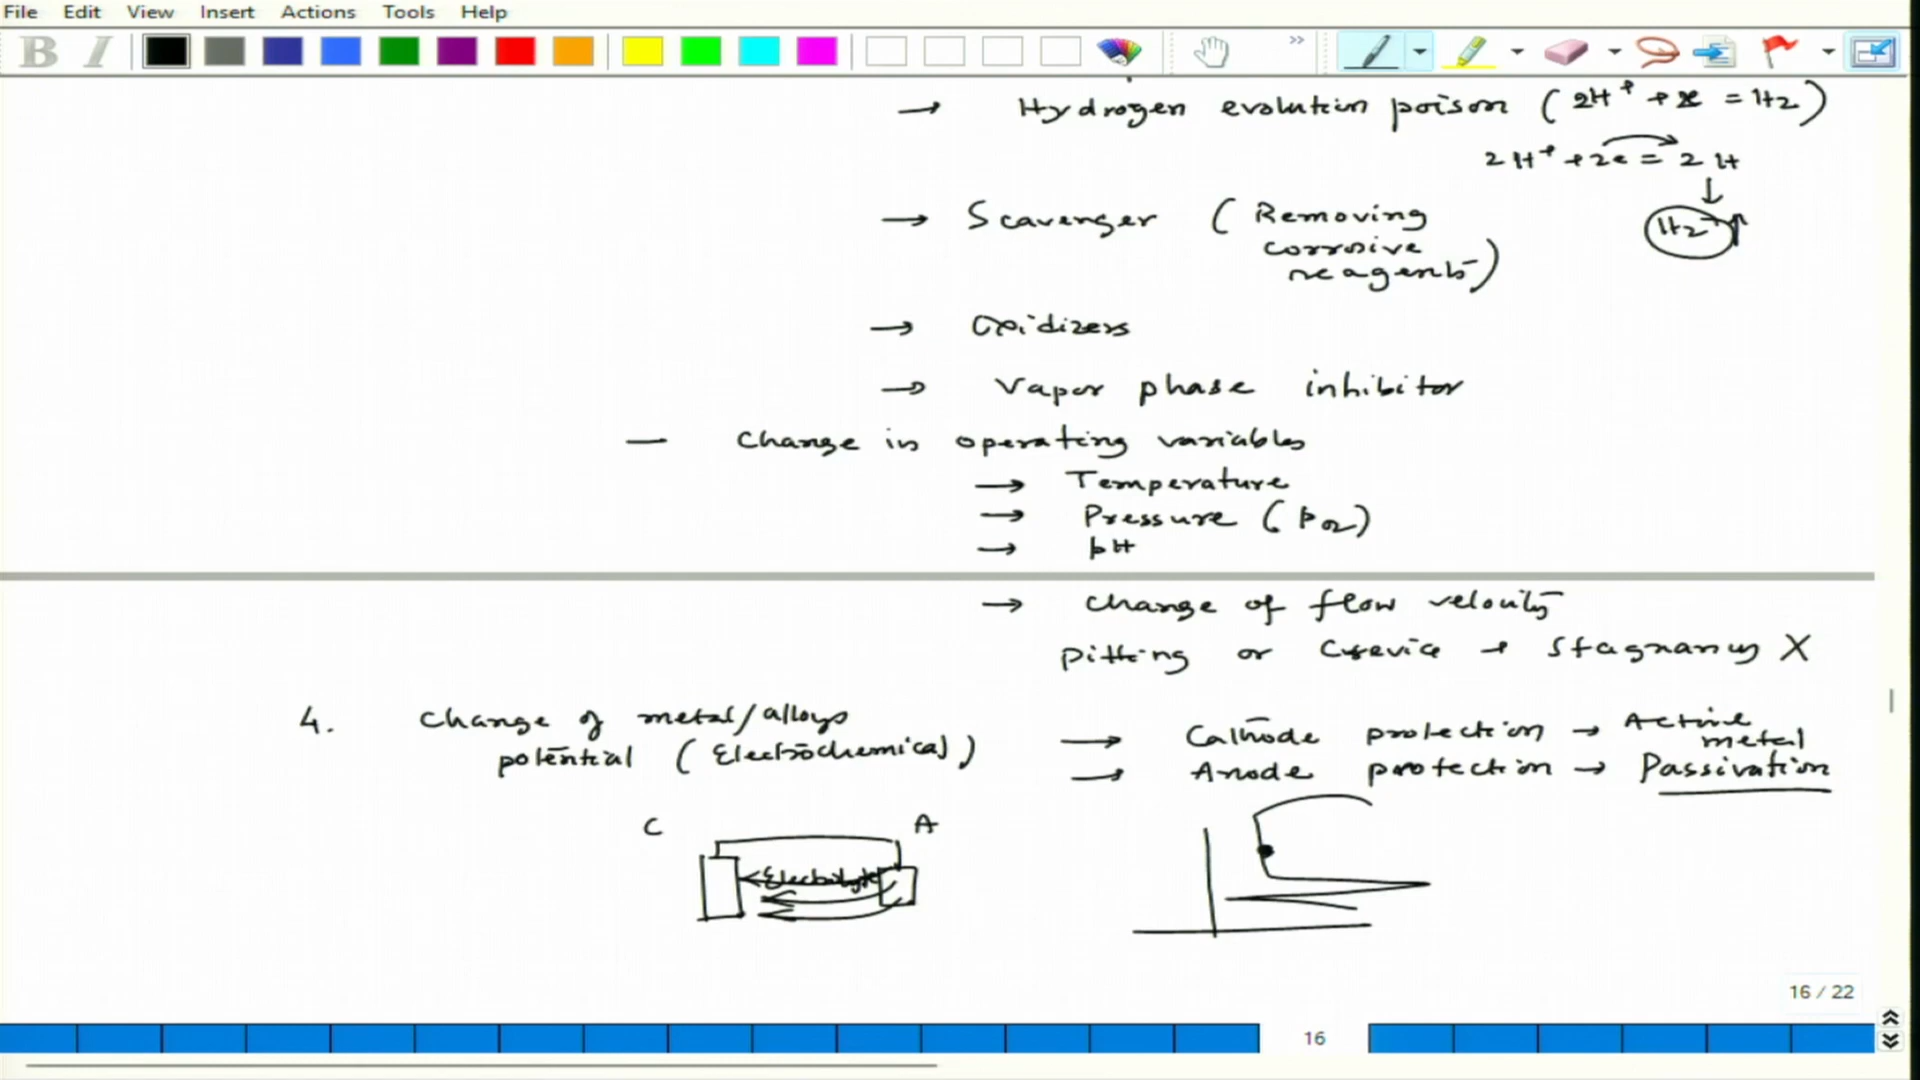 File Edit View Insert Actions Tools Help
B I
→ Hydrogen evolution poison (2H+ + 2e = H2)
2H+ + 2e = 2H
↓
H2 ↑
→ Scavenger (Removing
corrosive
reagents)
→ Oxidizers
→ Vapor phase inhibitor
— Change in operating variables
→ Temperature
→ Pressure (pO2)
→ pH
→ Change of flow velocity
Pitting or Crevice → Stagnancy X
4. Change of metal/alloys
potential (Electrochemical)
→ Cathode protection → Active
metal
→ Anode protection → Passivation
C A
Electrolyte
16 / 22
16